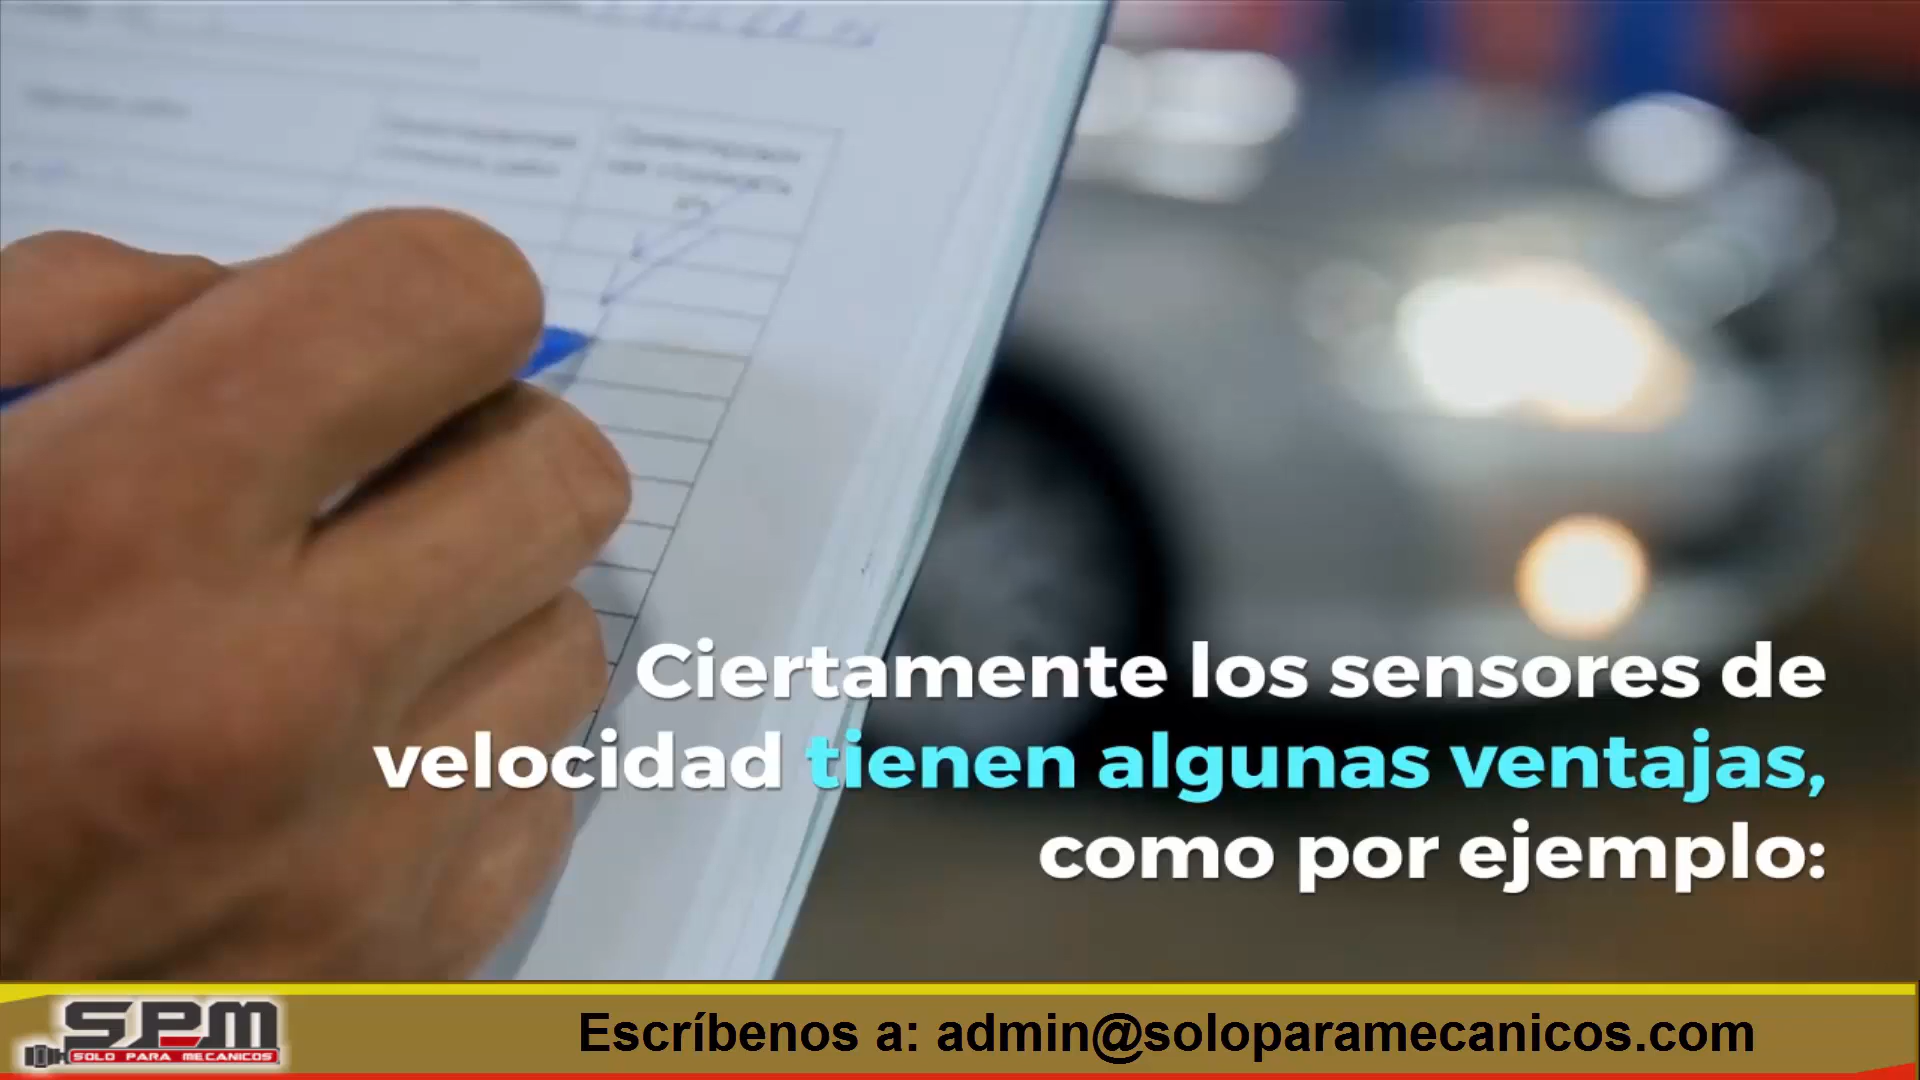 Ciertamente los sensores de
velocidad tienen algunas ventajas,
como por ejemplo:
SPM
SOLO PARA MECANICOS
Escríbenos a: admin@soloparamecanicos.com